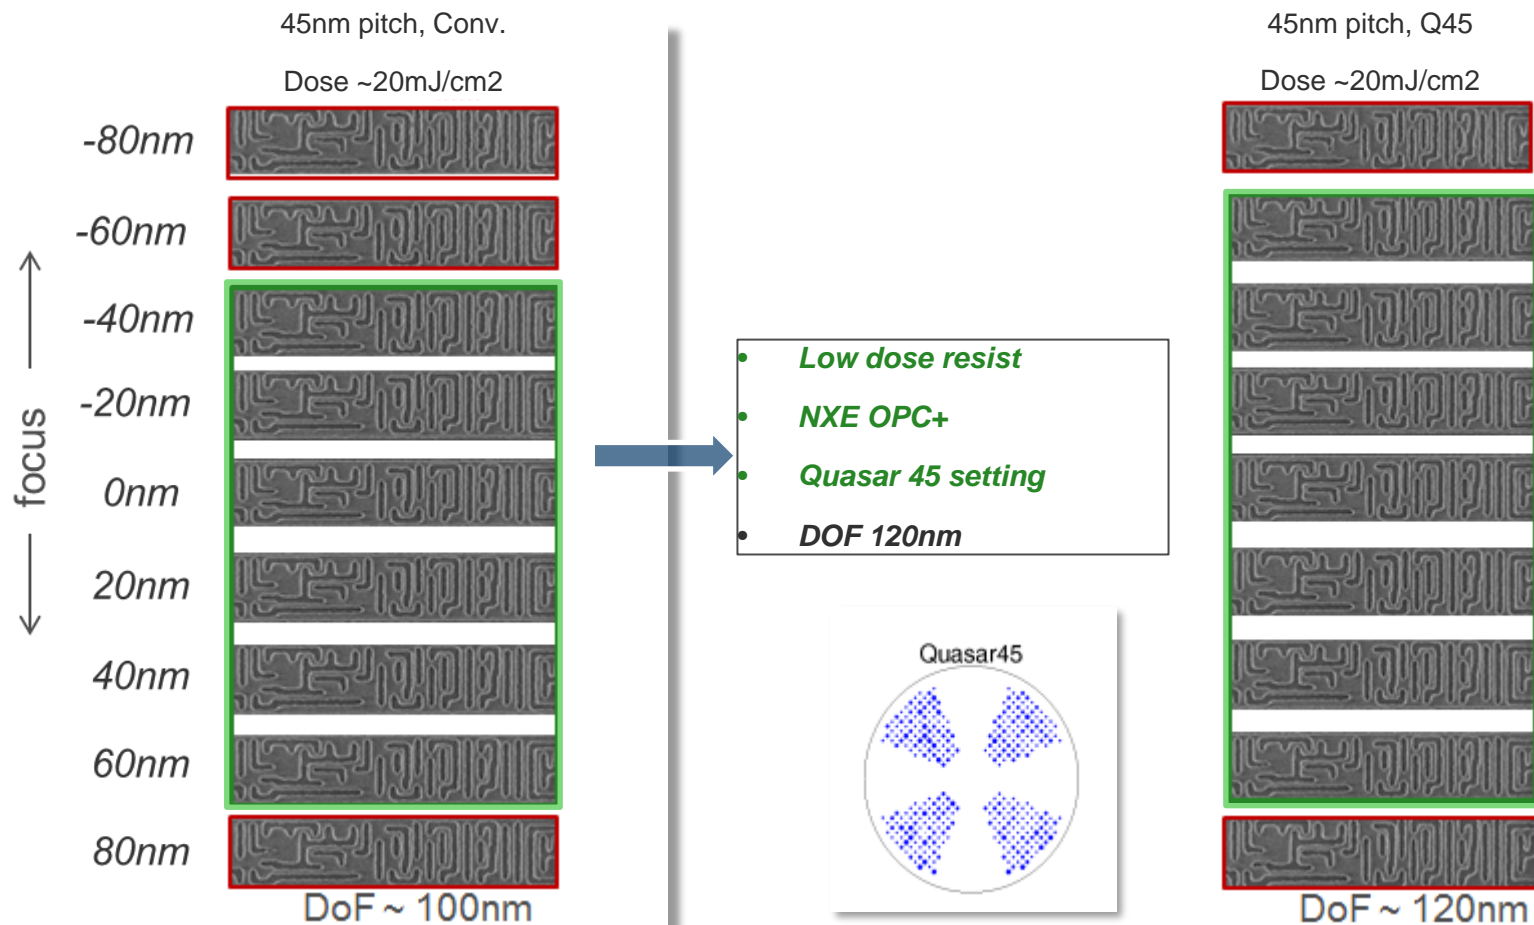 45nm pitch, Conv.
Dose ~20mJ/cm2
-80nm
-60nm
-40nm
-20nm
0nm
20nm
40nm
60nm
80nm
focus
DoF ~ 100nm
• Low dose resist
• NXE OPC+
• Quasar 45 setting
• DOF 120nm
Quasar45
45nm pitch, Q45
Dose ~20mJ/cm2
DoF ~ 120nm